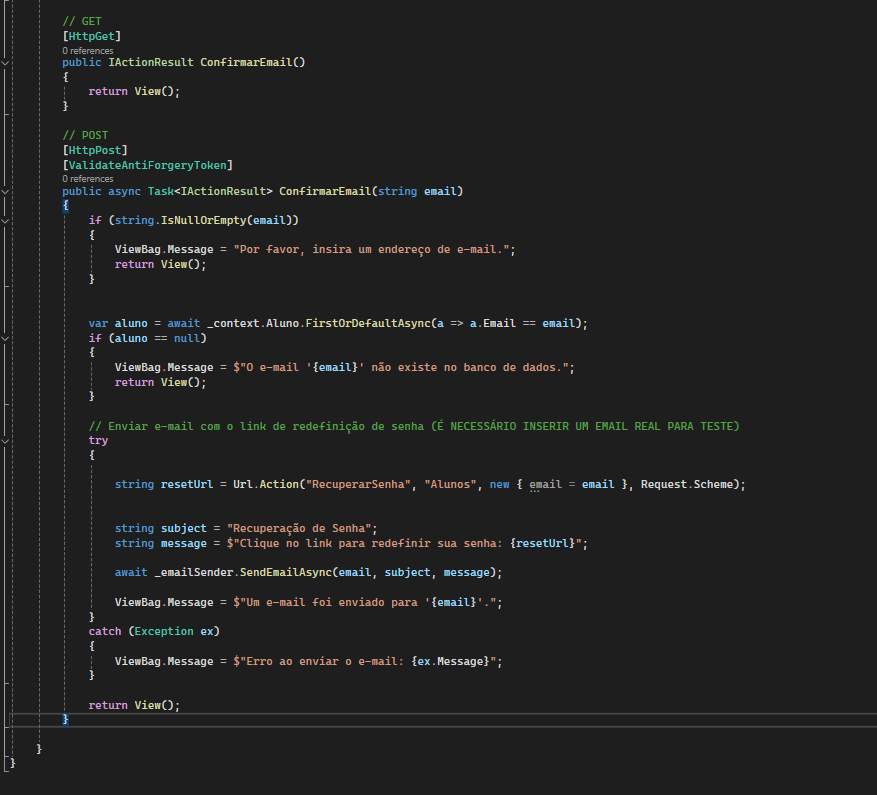 // GET
[HttpGet]
0 references
public IActionResult ConfirmarEmail()
{
return View();
}
// POST
[HttpPost]
[ValidateAntiForgeryToken]
0 references
public async Task<IActionResult> ConfirmarEmail(string email)
{
if (string.IsNullOrEmpty(email))
{
ViewBag.Message = "Por favor, insira um endereço de e-mail.";
return View();
}
var aluno = await _context.Aluno.FirstOrDefaultAsync(a => a.Email == email);
if (aluno == null)
{
ViewBag.Message = $"O e-mail '{email}' não existe no banco de dados.";
return View();
}
// Enviar e-mail com o link de redefinição de senha (É NECESSÁRIO INSERIR UM EMAIL REAL PARA TESTE)
try
{
string resetUrl = Url.Action("RecuperarSenha", "Alunos", new { email = email }, Request.Scheme);
string subject = "Recuperação de Senha";
string message = $"Clique no link para redefinir sua senha: {resetUrl}";
await _emailSender.SendEmailAsync(email, subject, message);
ViewBag.Message = $"Um e-mail foi enviado para '{email}'.";
}
catch (Exception ex)
{
ViewBag.Message = $"Erro ao enviar o e-mail: {ex.Message}";
}
return View();
}
}
}